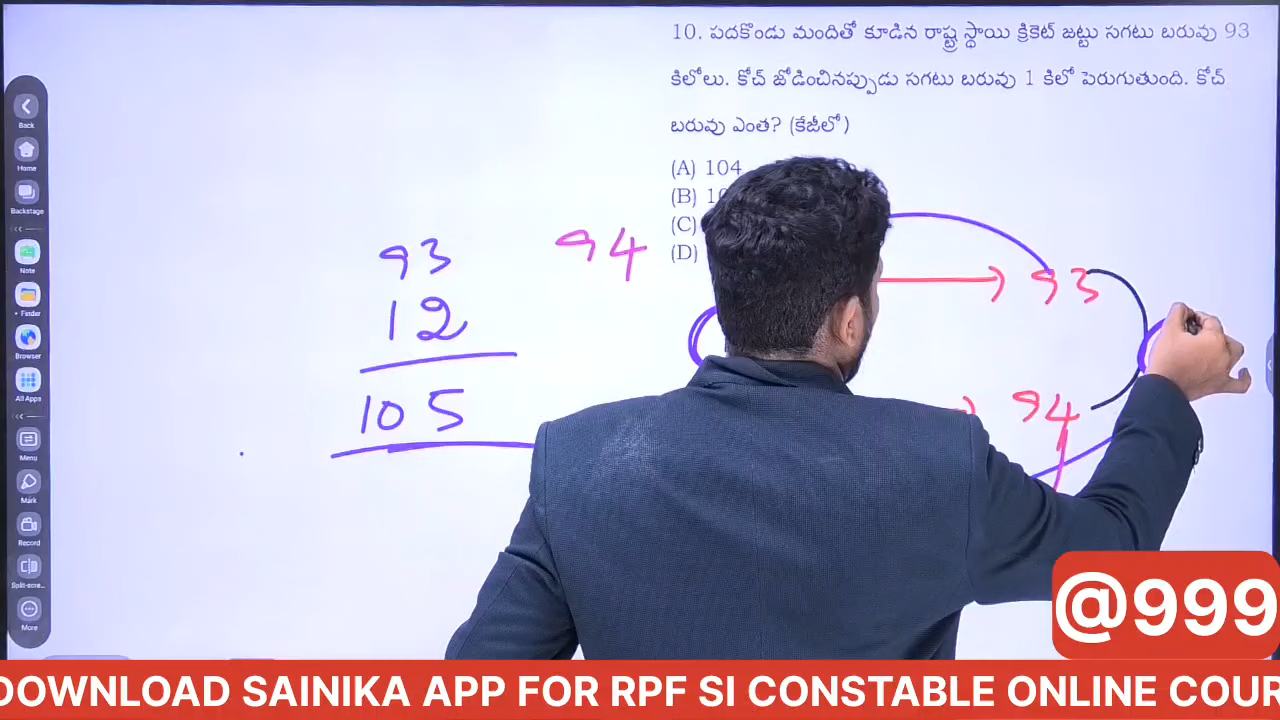 10. పదకొండు మందితో కూడిన రాష్ట్ర స్థాయి క్రికెట్ జట్టు సగటు బరువు 93
కిలోలు. కోచ్ జోడించినప్పుడు సగటు బరువు 1 కిలో పెరుగుతుంది. కోచ్
బరువు ఎంత? (కేజీలో)
(A) 104
(B)
(C)
(D)
93
12
105
94
93
94
Back
Home
Backstage
Note
Finder
Browser
All Apps
Menu
Mark
Record
Split-scre...
More
@999
DOWNLOAD SAINIKA APP FOR RPF SI CONSTABLE ONLINE COUR